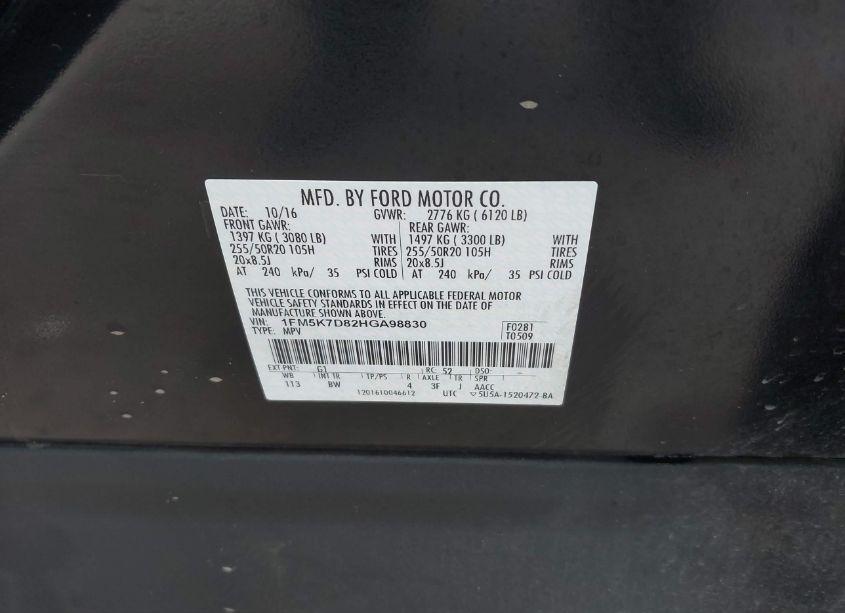 MFD. BY FORD MOTOR CO.
DATE: 10/16 GVWR: 2776 KG ( 6120 LB)
FRONT GAWR: REAR GAWR:
1397 KG ( 3080 LB) WITH 1497 KG ( 3300 LB) WITH
255/50R20 105H TIRES 255/50R20 105H TIRES
20x8.5J RIMS 20x8.5J RIMS
AT 240 kPa/ 35 PSI COLD AT 240 kPa/ 35 PSI COLD
THIS VEHICLE CONFORMS TO ALL APPLICABLE FEDERAL MOTOR
VEHICLE SAFETY STANDARDS IN EFFECT ON THE DATE OF
MANUFACTURE SHOWN ABOVE.
VIN: 1FM5K7D82HGA98830 F0281
TYPE: MPV T0509
EXT PNT: G1 RC: 52 DSO:
WB INT TR TP/PS R AXLE TR SPR
113 BW 4 3F J AACC
1201610046612 UTC ▽5U5A-1520472-BA